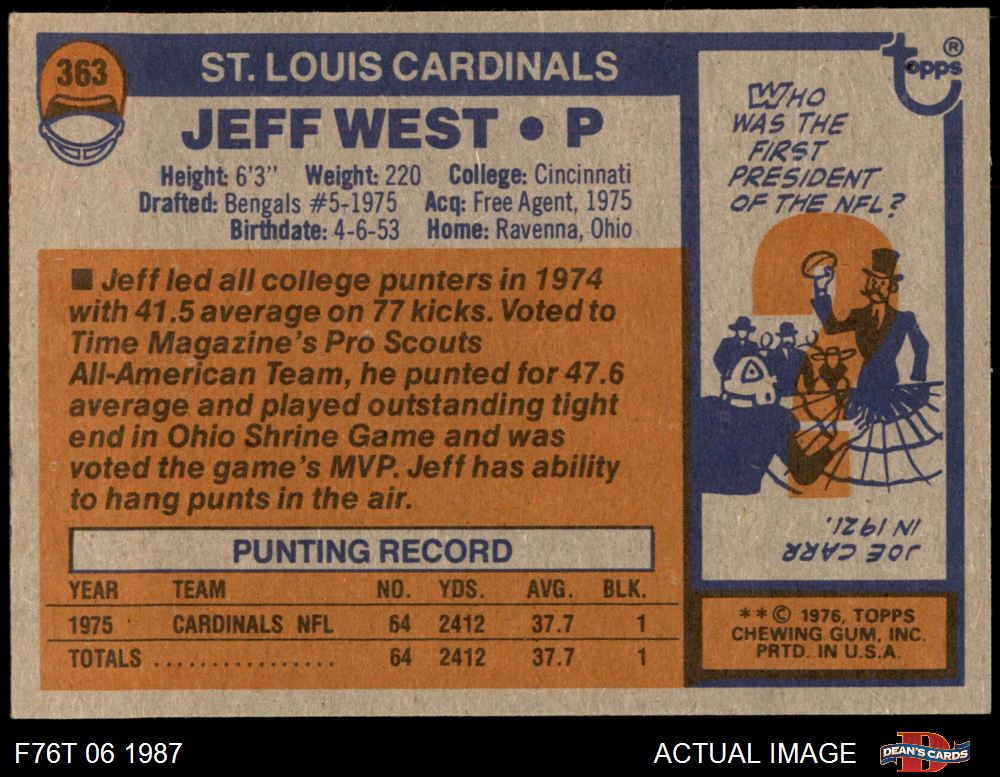 363
ST. LOUIS CARDINALS
JEFF WEST • P
Height: 6'3" Weight: 220 College: Cincinnati
Drafted: Bengals #5-1975 Acq: Free Agent, 1975
Birthdate: 4-6-53 Home: Ravenna, Ohio
■ Jeff led all college punters in 1974
with 41.5 average on 77 kicks. Voted to
Time Magazine's Pro Scouts
All-American Team, he punted for 47.6
average and played outstanding tight
end in Ohio Shrine Game and was
voted the game's MVP. Jeff has ability
to hang punts in the air.
PUNTING RECORD
YEAR TEAM NO. YDS. AVG. BLK.
1975 CARDINALS NFL 64 2412 37.7 1
TOTALS ................ 64 2412 37.7 1
topps ®
WHO
WAS THE
FIRST
PRESIDENT
OF THE NFL?
JOE CARR
IN 1921.
**© 1976, TOPPS
CHEWING GUM, INC.
PRTD. IN U.S.A.
F76T 06 1987
ACTUAL IMAGE
D
DEAN'S CARDS